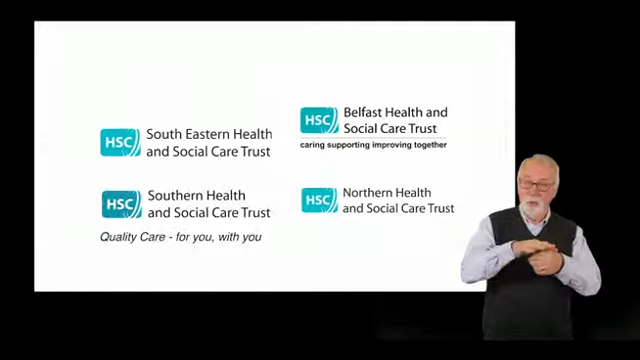 HSC South Eastern Health
and Social Care Trust
HSC Belfast Health and
Social Care Trust
caring supporting improving together
HSC Southern Health
and Social Care Trust
Quality Care - for you, with you
HSC Northern Health
and Social Care Trust